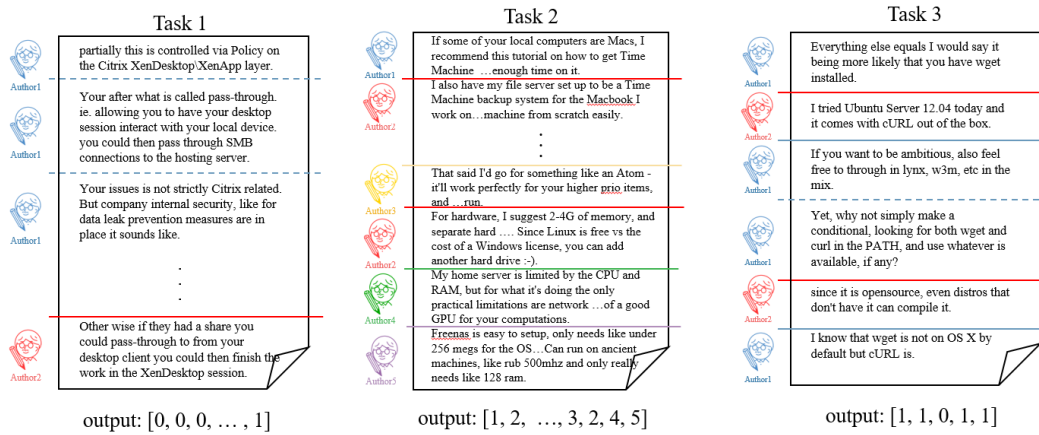 Task 1
Author1
partially this is controlled via Policy on
the Citrix XenDesktop\XenApp layer.
Author1
Your after what is called pass-through.
ie. allowing you to have your desktop
session interact with your local device.
you could then pass through SMB
connections to the hosting server.
Author1
Your issues is not strictly Citrix related.
But company internal security, like for
data leak prevention measures are in
place it sounds like.
.
.
.
Author2
Other wise if they had a share you
could pass-through to from your
desktop client you could then finish the
work in the XenDesktop session.
output: [0, 0, 0, … , 1]
Task 2
Author1
If some of your local computers are Macs, I
recommend this tutorial on how to get Time
Machine …enough time on it.
Author2
I also have my file server set up to be a Time
Machine backup system for the Macbook I
work on…machine from scratch easily.
.
.
.
Author3
That said I'd go for something like an Atom -
it'll work perfectly for your higher prio items,
and …run.
Author2
For hardware, I suggest 2-4G of memory, and
separate hard …. Since Linux is free vs the
cost of a Windows license, you can add
another hard drive :-).
Author4
My home server is limited by the CPU and
RAM, but for what it's doing the only
practical limitations are network …of a good
GPU for your computations.
Author5
Freenas is easy to setup, only needs like under
256 megs for the OS…Can run on ancient
machines, like rub 500mhz and only really
needs like 128 ram.
output: [1, 2, …, 3, 2, 4, 5]
Task 3
Author1
Everything else equals I would say it
being more likely that you have wget
installed.
Author2
I tried Ubuntu Server 12.04 today and
it comes with cURL out of the box.
Author1
If you want to be ambitious, also feel
free to through in lynx, w3m, etc in the
mix.
Author1
Yet, why not simply make a
conditional, looking for both wget and
curl in the PATH, and use whatever is
available, if any?
Author2
since it is opensource, even distros that
don't have it can compile it.
Author1
I know that wget is not on OS X by
default but cURL is.
output: [1, 1, 0, 1, 1]